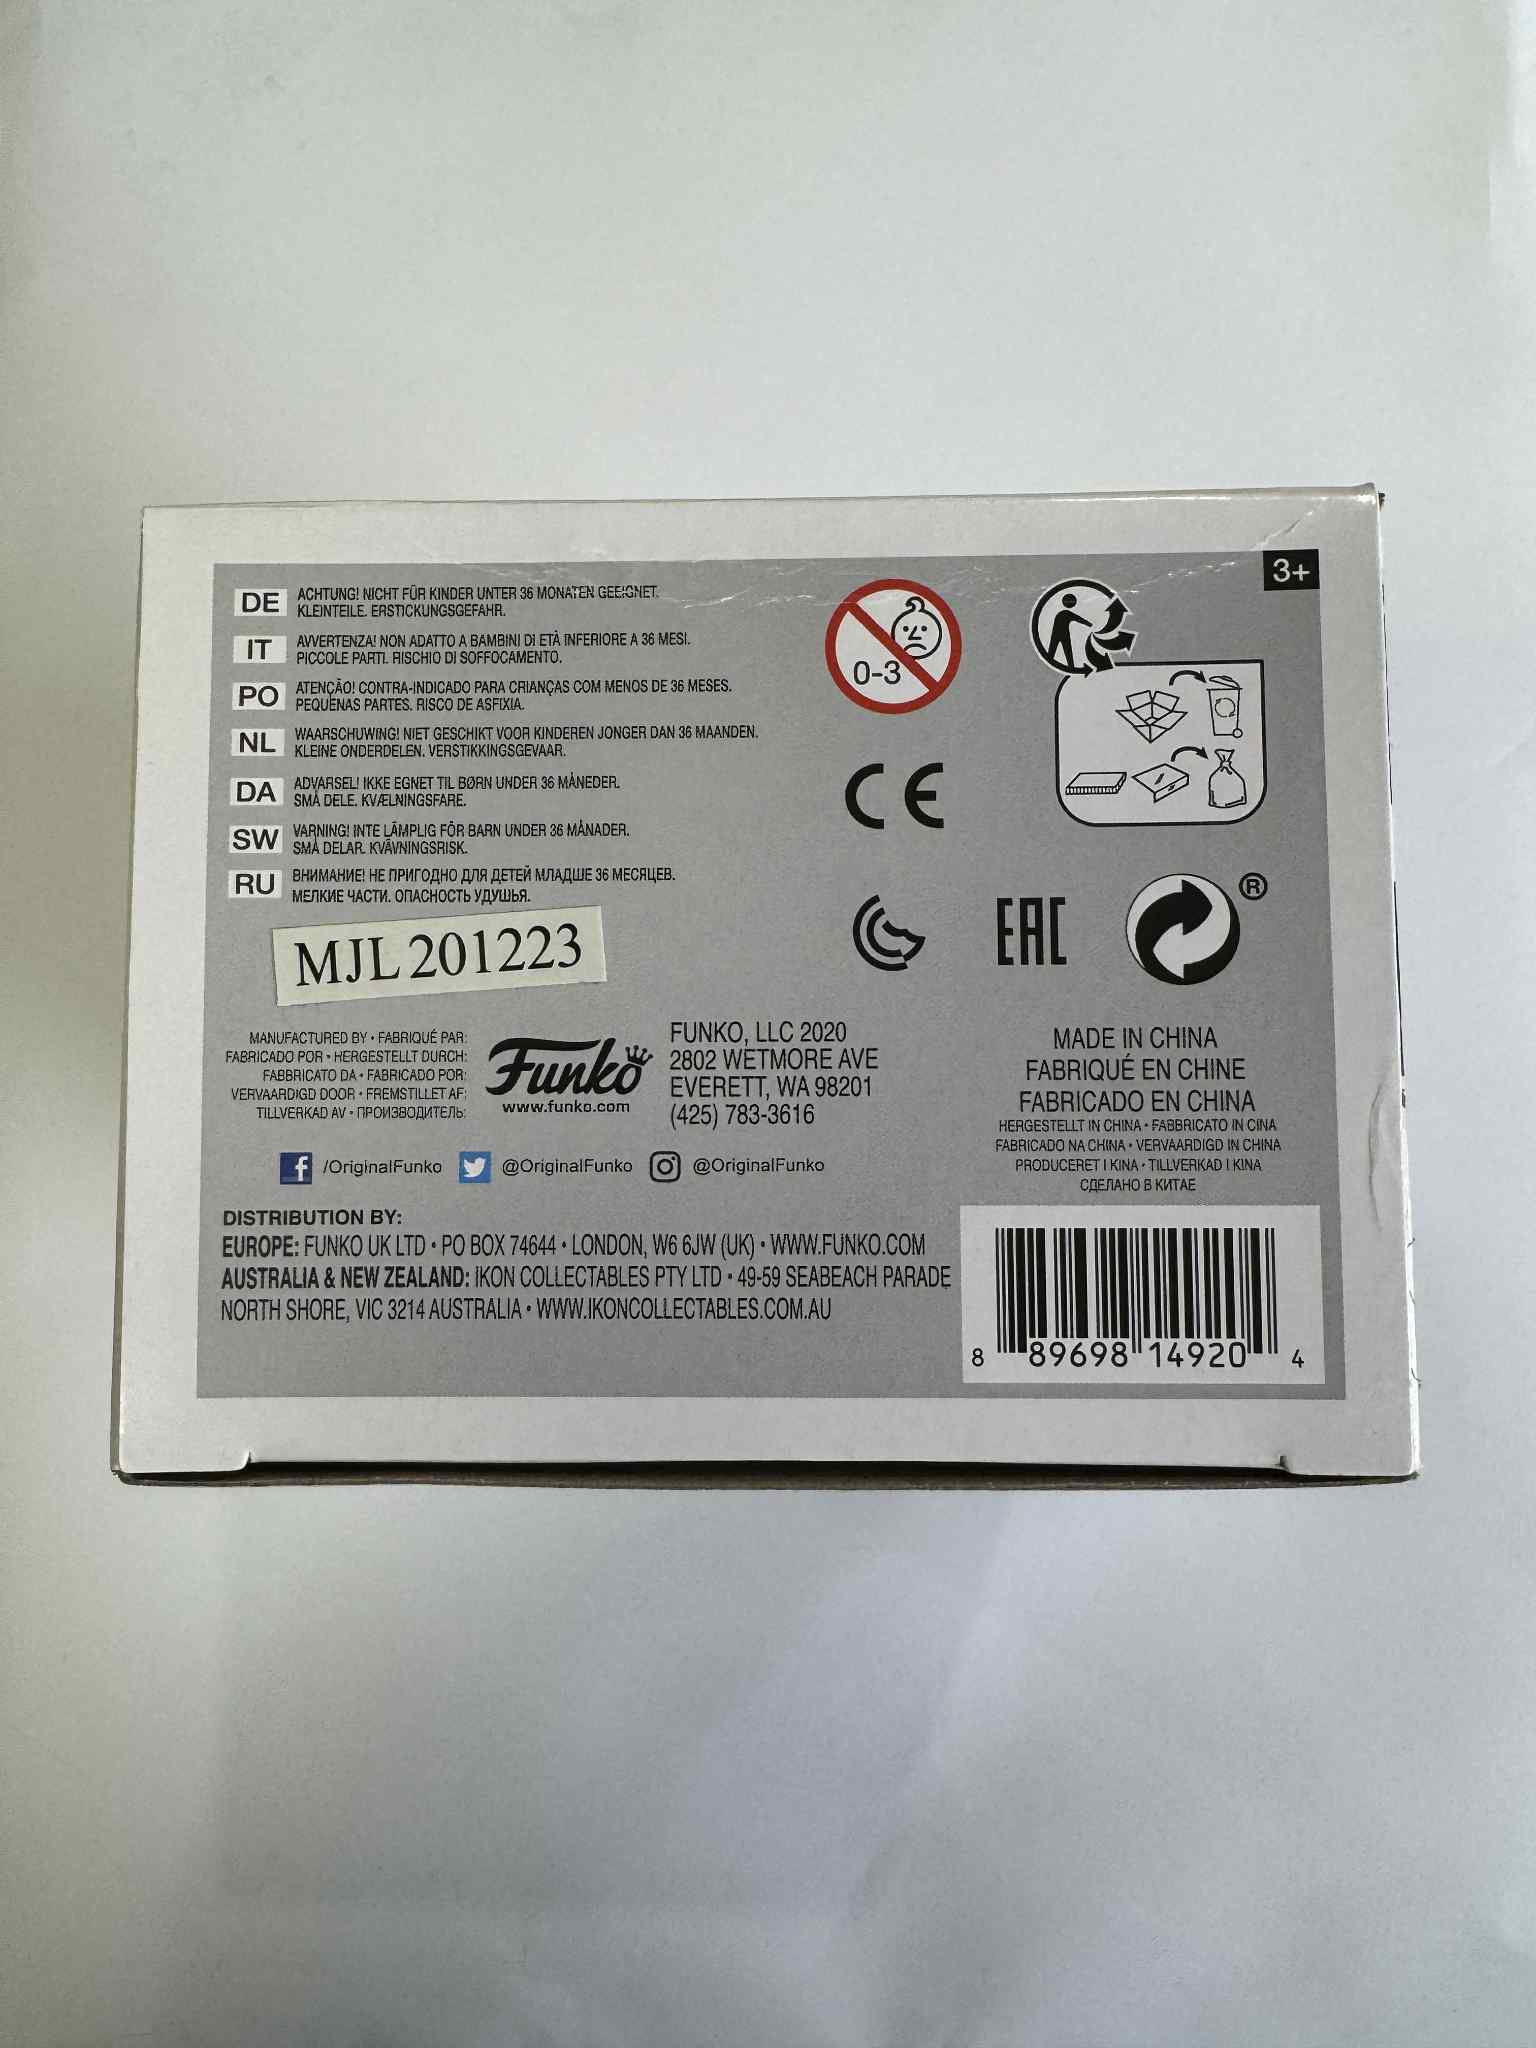 3+
DE ACHTUNG! NICHT FÜR KINDER UNTER 36 MONATEN GEEIGNET.
KLEINTEILE. ERSTICKUNGSGEFAHR.
IT AVVERTENZA! NON ADATTO A BAMBINI DI ETÀ INFERIORE A 36 MESI.
PICCOLE PARTI. RISCHIO DI SOFFOCAMENTO.
PO ATENÇÃO! CONTRA-INDICADO PARA CRIANÇAS COM MENOS DE 36 MESES.
PEQUENAS PARTES. RISCO DE ASFIXIA.
NL WAARSCHUWING! NIET GESCHIKT VOOR KINDEREN JONGER DAN 36 MAANDEN.
KLEINE ONDERDELEN. VERSTIKKINGSGEVAAR.
DA ADVARSEL! IKKE EGNET TIL BØRN UNDER 36 MÅNEDER.
SMÅ DELE. KVÆLNINGSFARE.
SW VARNING! INTE LÄMPLIG FÖR BARN UNDER 36 MÅNADER.
SMÅ DELAR. KVÄVNINGSRISK.
RU ВНИМАНИЕ! НЕ ПРИГОДНО ДЛЯ ДЕТЕЙ МЛАДШЕ 36 МЕСЯЦЕВ.
МЕЛКИЕ ЧАСТИ. ОПАСНОСТЬ УДУШЬЯ.
0-3
CE
EAC
®
MJL 201223
MANUFACTURED BY • FABRIQUÉ PAR:
FABRICADO POR • HERGESTELLT DURCH:
FABBRICATO DA • FABRICADO POR:
VERVAARDIGD DOOR • FREMSTILLET AF:
TILLVERKAD AV • ПРОИЗВОДИТЕЛЬ:
Funko
www.funko.com
FUNKO, LLC 2020
2802 WETMORE AVE
EVERETT, WA 98201
(425) 783-3616
MADE IN CHINA
FABRIQUÉ EN CHINE
FABRICADO EN CHINA
HERGESTELLT IN CHINA • FABBRICATO IN CINA
FABRICADO NA CHINA • VERVAARDIGD IN CHINA
PRODUCERET I KINA • TILLVERKAD I KINA
СДЕЛАНО В КИТАЕ
f /OriginalFunko @OriginalFunko @OriginalFunko
DISTRIBUTION BY:
EUROPE: FUNKO UK LTD • PO BOX 74644 • LONDON, W6 6JW (UK) • WWW.FUNKO.COM
AUSTRALIA & NEW ZEALAND: IKON COLLECTABLES PTY LTD • 49-59 SEABEACH PARADE
NORTH SHORE, VIC 3214 AUSTRALIA • WWW.IKONCOLLECTABLES.COM.AU
8 89698 14920 4